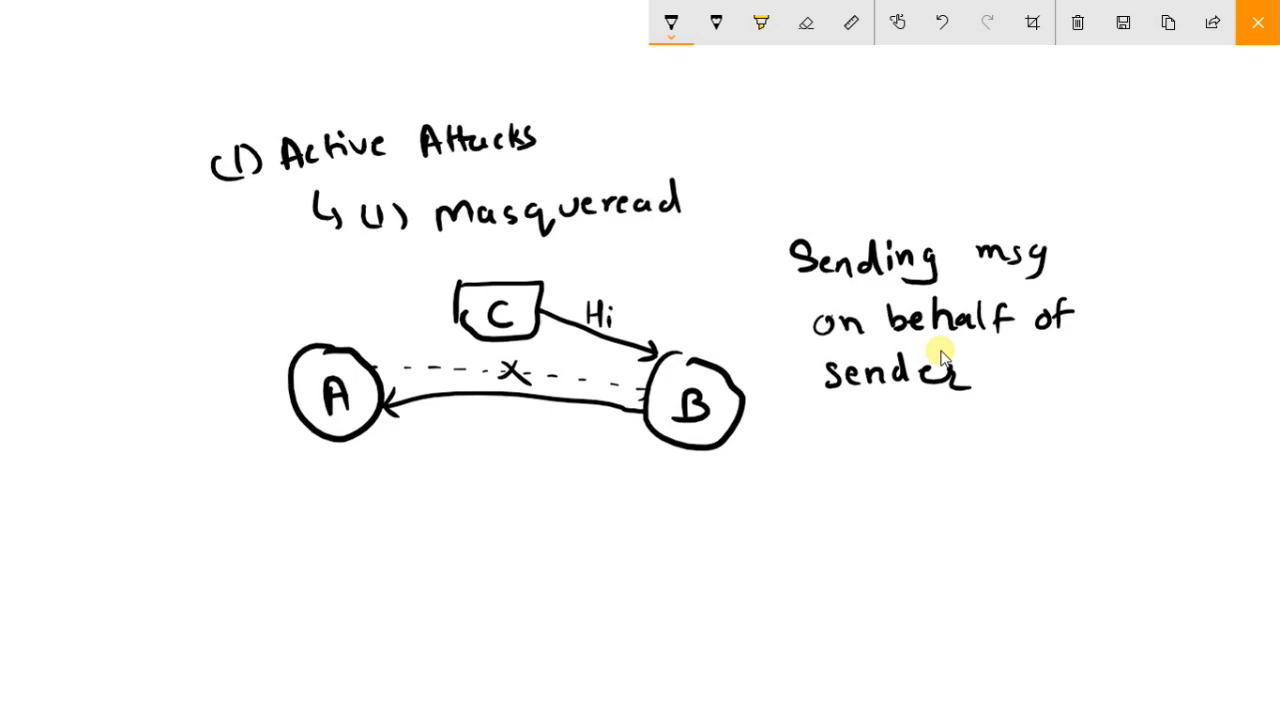 (1) Active Attacks
↳ (1) Masqueread
Sending msg
on behalf of
sender
C
Hi
X
A
B